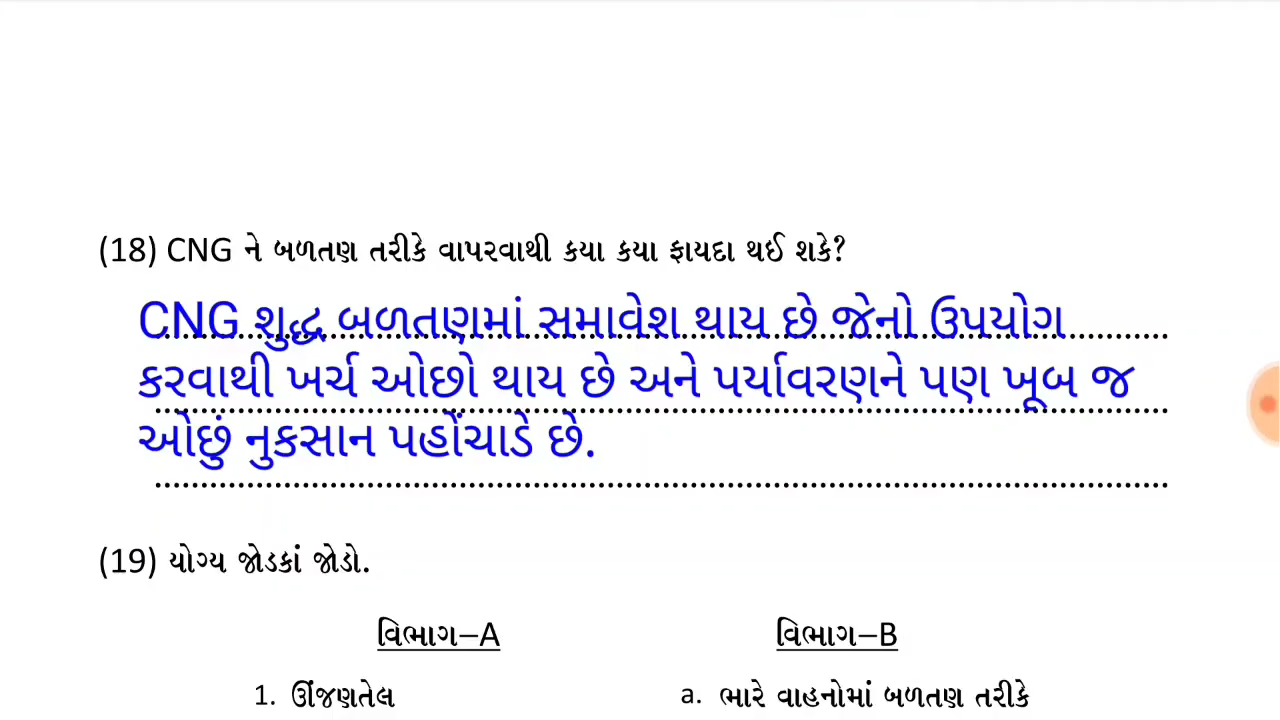 (18) CNG ને બળતણ તરીકે વાપરવાથી કયા કયા ફાયદા થઈ શકે?
CNG શુદ્ધ બળતણમાં સમાવેશ થાય છે જેનો ઉપયોગ
કરવાથી ખર્ચ ઓછો થાય છે અને પર્યાવરણને પણ ખૂબ જ
ઓછું નુકસાન પહોંચાડે છે.
(19) યોગ્ય જોડકાં જોડો.
વિભાગ–A વિભાગ–B
1. ઊંજણતેલ a. ભારે વાહનોમાં બળતણ તરીકે